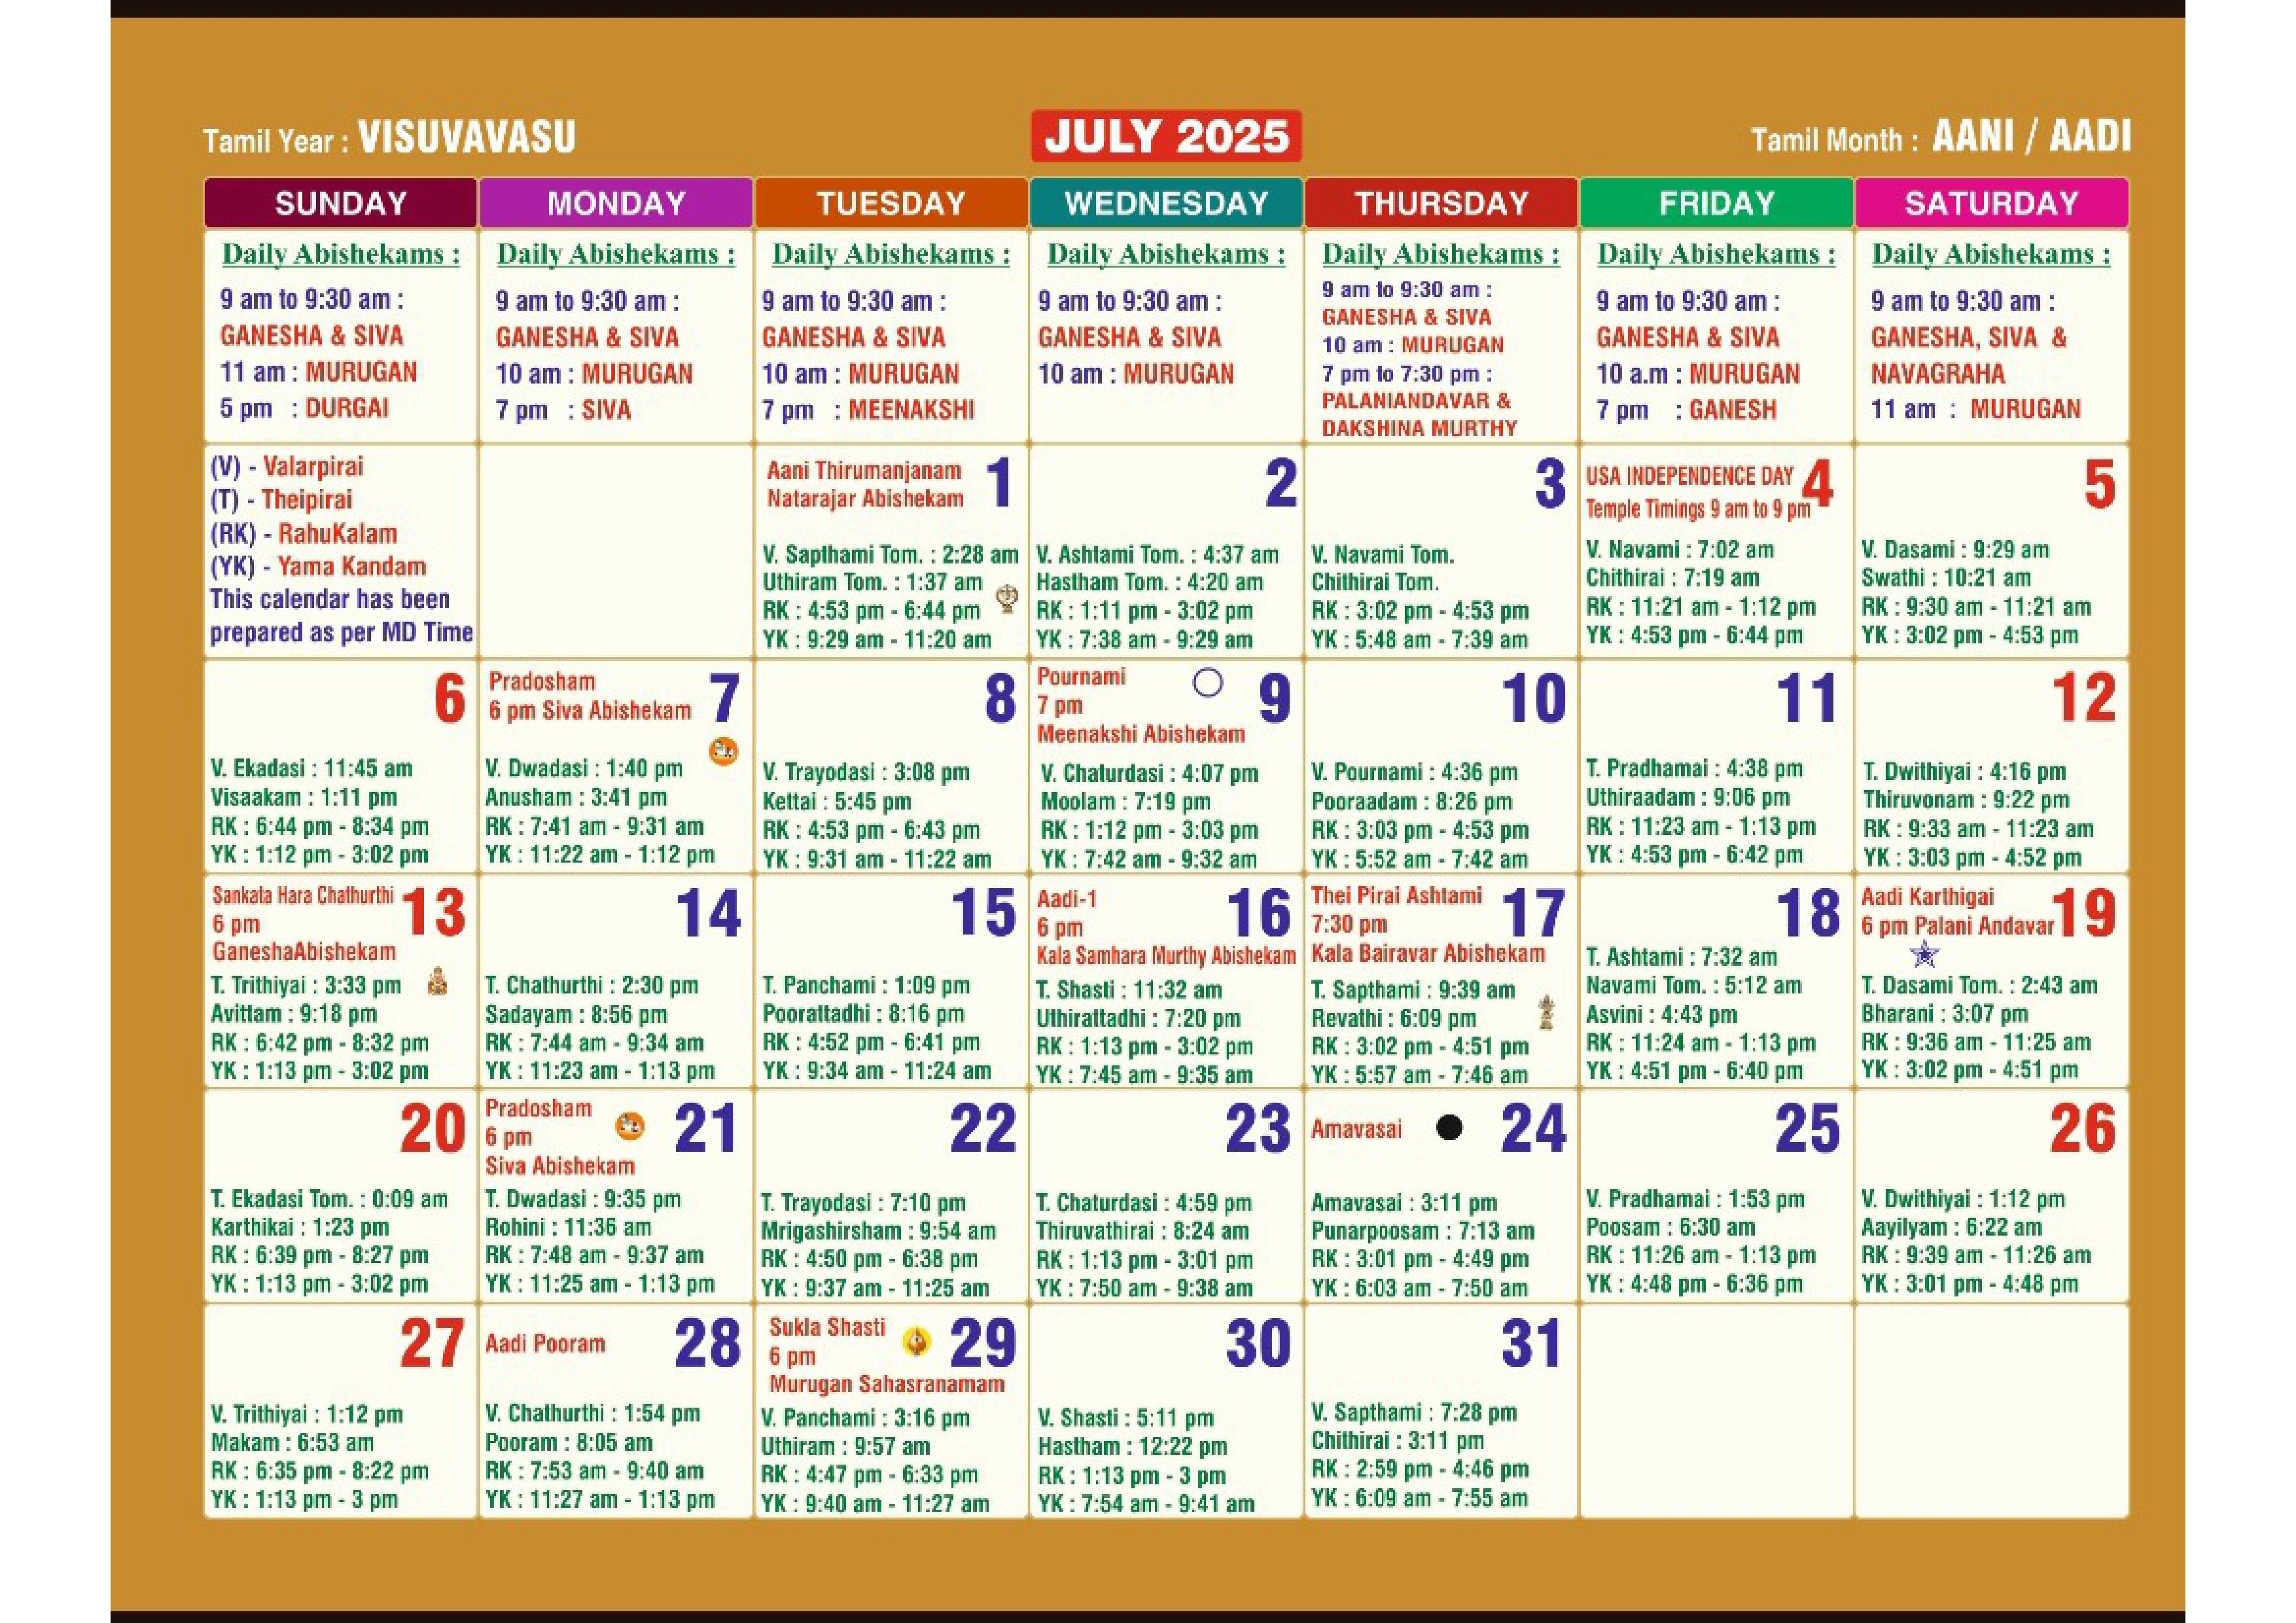 Tamil Year : VISUVAVASU
JULY 2025
Tamil Month : AANI / AADI
SUNDAY
MONDAY
TUESDAY
WEDNESDAY
THURSDAY
FRIDAY
SATURDAY
Daily Abishekams :
9 am to 9:30 am :
GANESHA & SIVA
11 am : MURUGAN
5 pm : DURGAI
Daily Abishekams :
9 am to 9:30 am :
GANESHA & SIVA
10 am : MURUGAN
7 pm : SIVA
Daily Abishekams :
9 am to 9:30 am :
GANESHA & SIVA
10 am : MURUGAN
7 pm : MEENAKSHI
Daily Abishekams :
9 am to 9:30 am :
GANESHA & SIVA
10 am : MURUGAN
Daily Abishekams :
9 am to 9:30 am :
GANESHA & SIVA
10 am : MURUGAN
7 pm to 7:30 pm :
PALANIANDAVAR &
DAKSHINA MURTHY
Daily Abishekams :
9 am to 9:30 am :
GANESHA & SIVA
10 a.m : MURUGAN
7 pm : GANESH
Daily Abishekams :
9 am to 9:30 am :
GANESHA, SIVA &
NAVAGRAHA
11 am : MURUGAN
(V) - Valarpirai
(T) - Theipirai
(RK) - RahuKalam
(YK) - Yama Kandam
This calendar has been
prepared as per MD Time
Aani Thirumanjanam
Natarajar Abishekam
1
V. Sapthami Tom. : 2:28 am
Uthiram Tom. : 1:37 am
RK : 4:53 pm - 6:44 pm
YK : 9:29 am - 11:20 am
2
V. Ashtami Tom. : 4:37 am
Hastham Tom. : 4:20 am
RK : 1:11 pm - 3:02 pm
YK : 7:38 am - 9:29 am
3
V. Navami Tom.
Chithirai Tom.
RK : 3:02 pm - 4:53 pm
YK : 5:48 am - 7:39 am
USA INDEPENDENCE DAY
Temple Timings 9 am to 9 pm
4
V. Navami : 7:02 am
Chithirai : 7:19 am
RK : 11:21 am - 1:12 pm
YK : 4:53 pm - 6:44 pm
5
V. Dasami : 9:29 am
Swathi : 10:21 am
RK : 9:30 am - 11:21 am
YK : 3:02 pm - 4:53 pm
6
V. Ekadasi : 11:45 am
Visaakam : 1:11 pm
RK : 6:44 pm - 8:34 pm
YK : 1:12 pm - 3:02 pm
Pradosham
6 pm Siva Abishekam
7
V. Dwadasi : 1:40 pm
Anusham : 3:41 pm
RK : 7:41 am - 9:31 am
YK : 11:22 am - 1:12 pm
8
V. Trayodasi : 3:08 pm
Kettai : 5:45 pm
RK : 4:53 pm - 6:43 pm
YK : 9:31 am - 11:22 am
Pournami
7 pm
Meenakshi Abishekam
9
V. Chaturdasi : 4:07 pm
Moolam : 7:19 pm
RK : 1:12 pm - 3:03 pm
YK : 7:42 am - 9:32 am
10
V. Pournami : 4:36 pm
Pooraadam : 8:26 pm
RK : 3:03 pm - 4:53 pm
YK : 5:52 am - 7:42 am
11
T. Pradhamai : 4:38 pm
Uthiraadam : 9:06 pm
RK : 11:23 am - 1:13 pm
YK : 4:53 pm - 6:42 pm
12
T. Dwithiyai : 4:16 pm
Thiruvonam : 9:22 pm
RK : 9:33 am - 11:23 am
YK : 3:03 pm - 4:52 pm
Sankata Hara Chathurthi
6 pm
GaneshaAbishekam
13
T. Trithiyai : 3:33 pm
Avittam : 9:18 pm
RK : 6:42 pm - 8:32 pm
YK : 1:13 pm - 3:02 pm
14
T. Chathurthi : 2:30 pm
Sadayam : 8:56 pm
RK : 7:44 am - 9:34 am
YK : 11:23 am - 1:13 pm
15
T. Panchami : 1:09 pm
Poorattadhi : 8:16 pm
RK : 4:52 pm - 6:41 pm
YK : 9:34 am - 11:24 am
Aadi-1
6 pm
Kala Samhara Murthy Abishekam
16
T. Shasti : 11:32 am
Uthirattadhi : 7:20 pm
RK : 1:13 pm - 3:02 pm
YK : 7:45 am - 9:35 am
Thei Pirai Ashtami
7:30 pm
Kala Bairavar Abishekam
17
T. Sapthami : 9:39 am
Revathi : 6:09 pm
RK : 3:02 pm - 4:51 pm
YK : 5:57 am - 7:46 am
18
T. Ashtami : 7:32 am
Navami Tom. : 5:12 am
Asvini : 4:43 pm
RK : 11:24 am - 1:13 pm
YK : 4:51 pm - 6:40 pm
Aadi Karthigai
6 pm Palani Andavar
19
T. Dasami Tom. : 2:43 am
Bharani : 3:07 pm
RK : 9:36 am - 11:25 am
YK : 3:02 pm - 4:51 pm
20
T. Ekadasi Tom. : 0:09 am
Karthikai : 1:23 pm
RK : 6:39 pm - 8:27 pm
YK : 1:13 pm - 3:02 pm
Pradosham
6 pm
Siva Abishekam
21
T. Dwadasi : 9:35 pm
Rohini : 11:36 am
RK : 7:48 am - 9:37 am
YK : 11:25 am - 1:13 pm
22
T. Trayodasi : 7:10 pm
Mrigashirsham : 9:54 am
RK : 4:50 pm - 6:38 pm
YK : 9:37 am - 11:25 am
23
T. Chaturdasi : 4:59 pm
Thiruvathirai : 8:24 am
RK : 1:13 pm - 3:01 pm
YK : 7:50 am - 9:38 am
Amavasai
24
Amavasai : 3:11 pm
Punarpoosam : 7:13 am
RK : 3:01 pm - 4:49 pm
YK : 6:03 am - 7:50 am
25
V. Pradhamai : 1:53 pm
Poosam : 6:30 am
RK : 11:26 am - 1:13 pm
YK : 4:48 pm - 6:36 pm
26
V. Dwithiyai : 1:12 pm
Aayilyam : 6:22 am
RK : 9:39 am - 11:26 am
YK : 3:01 pm - 4:48 pm
27
V. Trithiyai : 1:12 pm
Makam : 6:53 am
RK : 6:35 pm - 8:22 pm
YK : 1:13 pm - 3 pm
Aadi Pooram
28
V. Chathurthi : 1:54 pm
Pooram : 8:05 am
RK : 7:53 am - 9:40 am
YK : 11:27 am - 1:13 pm
Sukla Shasti
6 pm
Murugan Sahasranamam
29
V. Panchami : 3:16 pm
Uthiram : 9:57 am
RK : 4:47 pm - 6:33 pm
YK : 9:40 am - 11:27 am
30
V. Shasti : 5:11 pm
Hastham : 12:22 pm
RK : 1:13 pm - 3 pm
YK : 7:54 am - 9:41 am
31
V. Sapthami : 7:28 pm
Chithirai : 3:11 pm
RK : 2:59 pm - 4:46 pm
YK : 6:09 am - 7:55 am